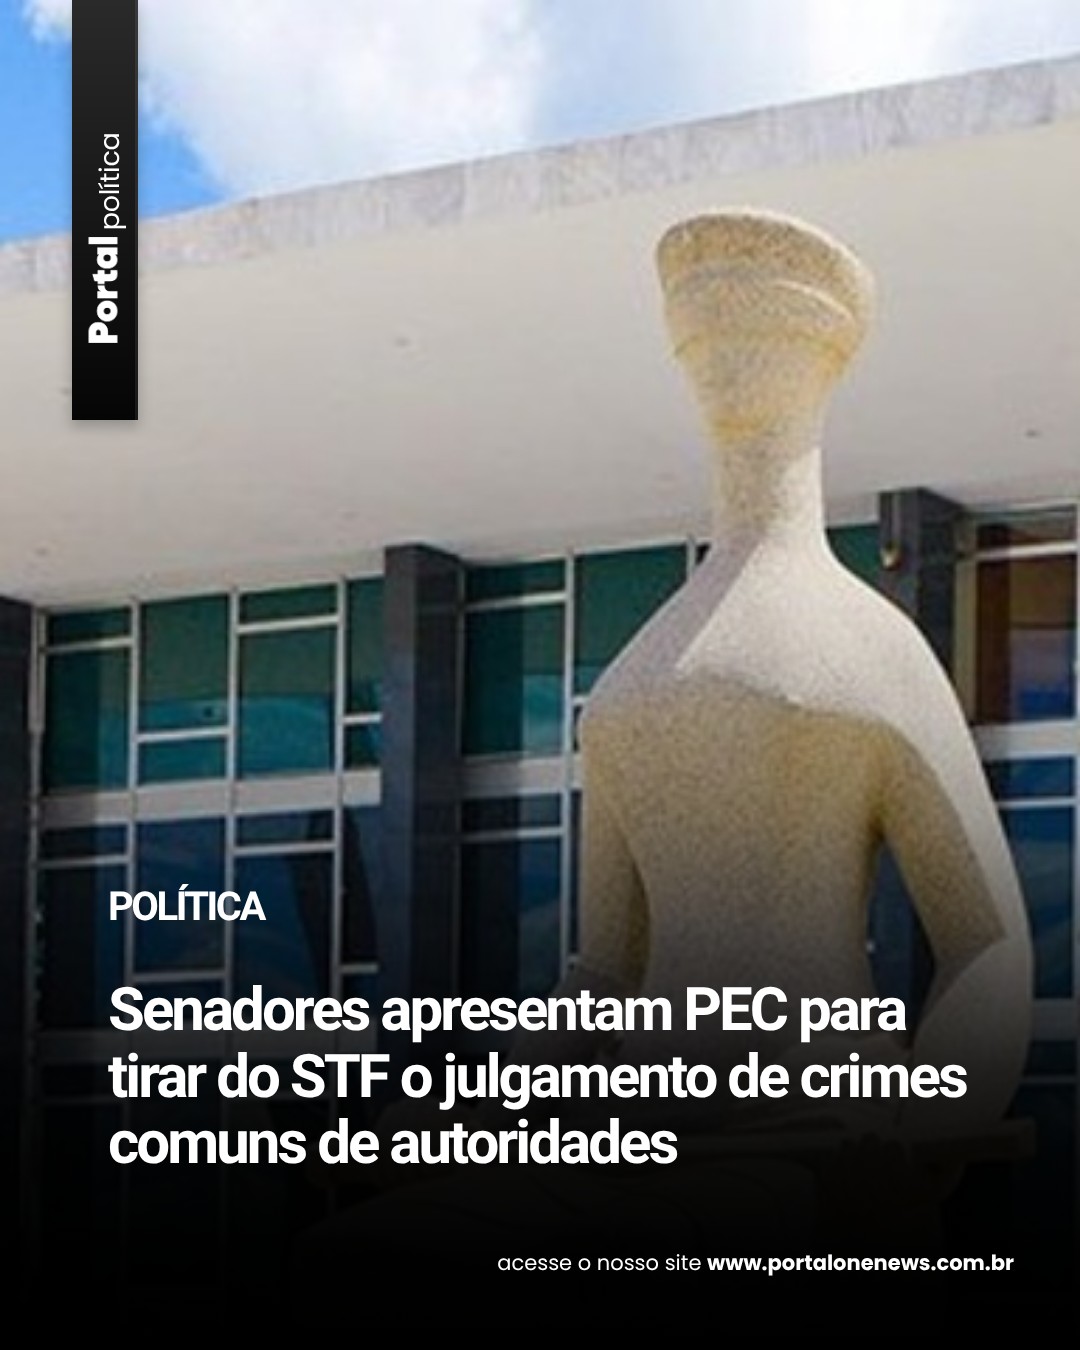 Portal política
POLÍTICA
Senadores apresentam PEC para
tirar do STF o julgamento de crimes
comuns de autoridades
acesse o nosso site www.portalonenews.com.br